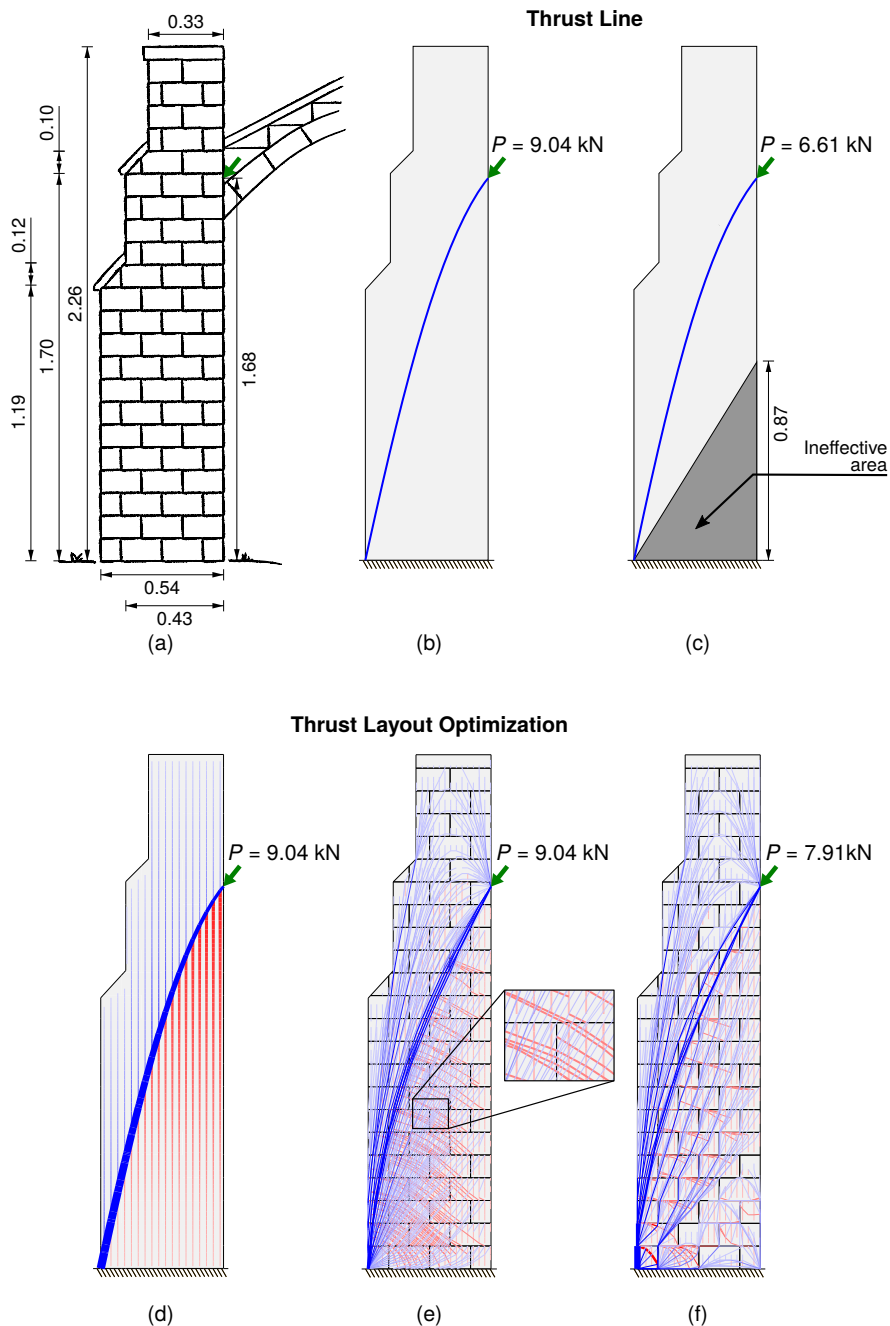 Thrust Line
0.33
0.10
0.12
2.26
1.70
1.19
1.68
0.54
0.43
(a)
P = 9.04 kN
(b)
P = 6.61 kN
0.87
Ineffective
area
(c)
Thrust Layout Optimization
P = 9.04 kN
(d)
P = 9.04 kN
(e)
P = 7.91kN
(f)